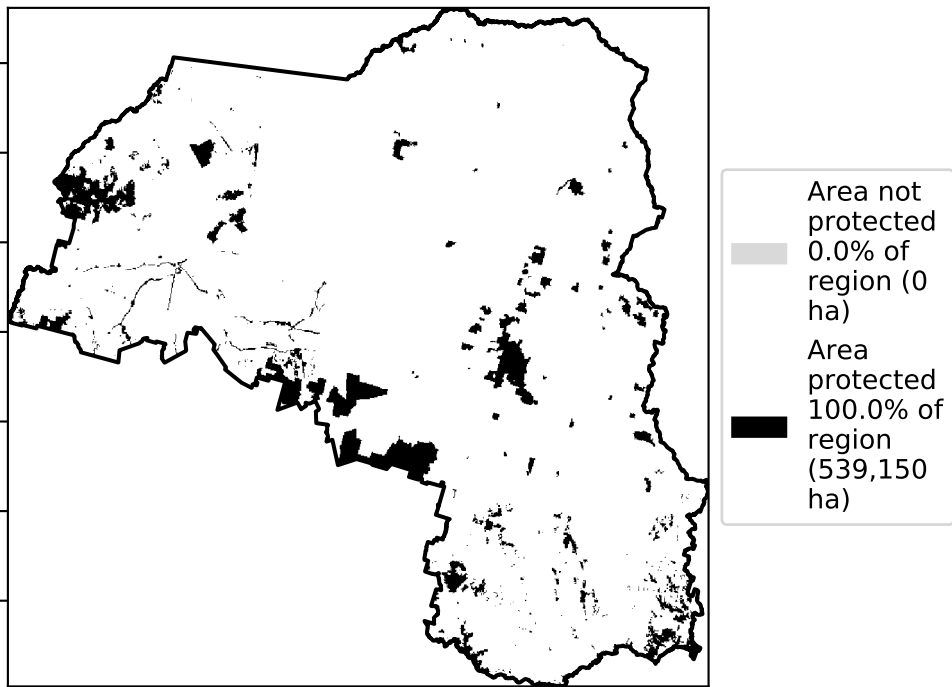 Area not
protected
0.0% of
region (0
ha)
Area
protected
100.0% of
region
(539,150
ha)